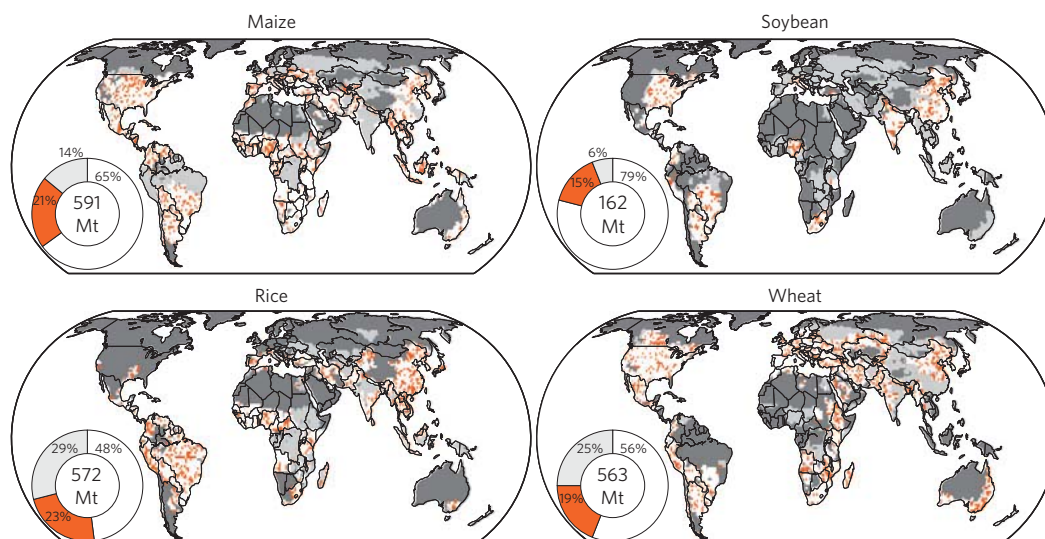 Maize
14%
65%
21%
591
Mt
Soybean
6%
79%
15%
162
Mt
Rice
29%
48%
572
Mt
23%
Wheat
25%
56%
563
Mt
19%